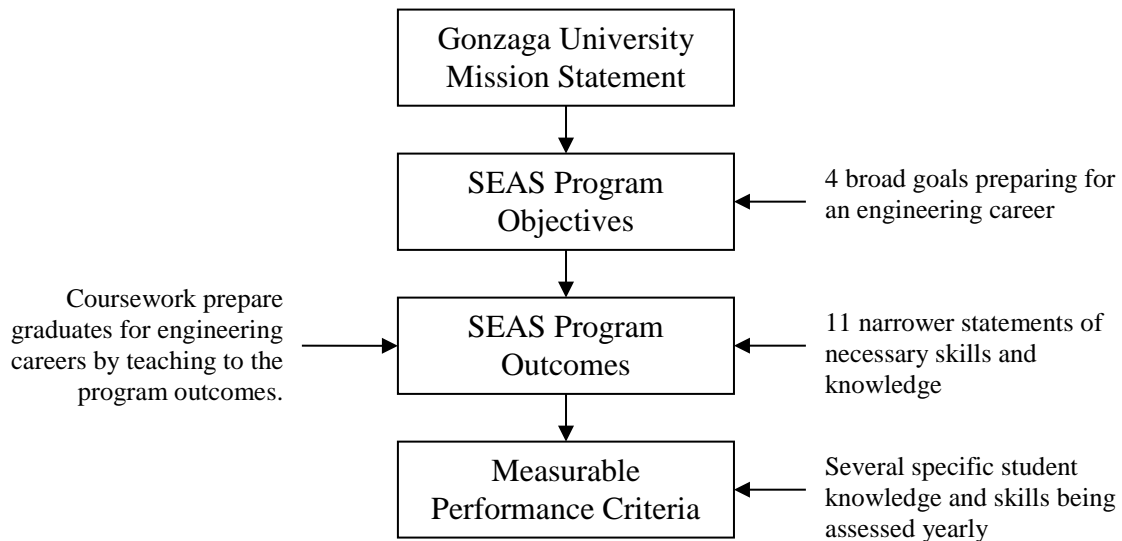 Gonzaga University
Mission Statement
SEAS Program
Objectives
4 broad goals preparing for
an engineering career
Coursework prepare
graduates for engineering
careers by teaching to the
program outcomes.
SEAS Program
Outcomes
11 narrower statements of
necessary skills and
knowledge
Measurable
Performance Criteria
Several specific student
knowledge and skills being
assessed yearly